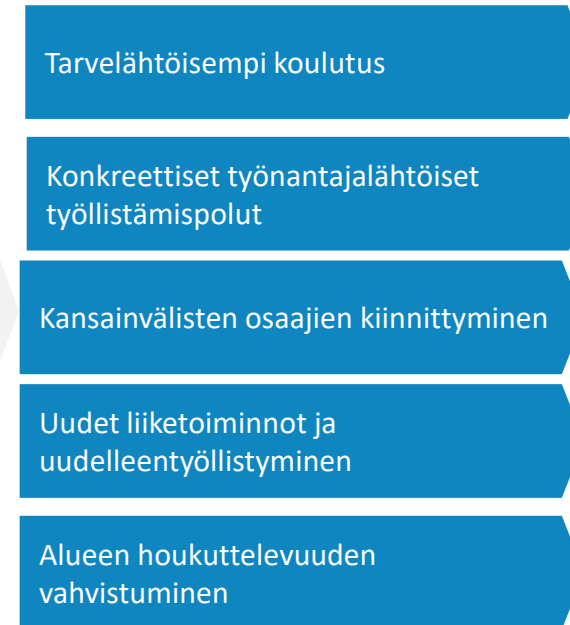 Tarvelähtöisempi koulutus
Konkreettiset työnantajalähtöiset
työllistämispolut
Kansainvälisten osaajien kiinnittyminen
Uudet liiketoiminnot ja
uudelleentyöllistyminen
Alueen houkuttelevuuden
vahvistuminen